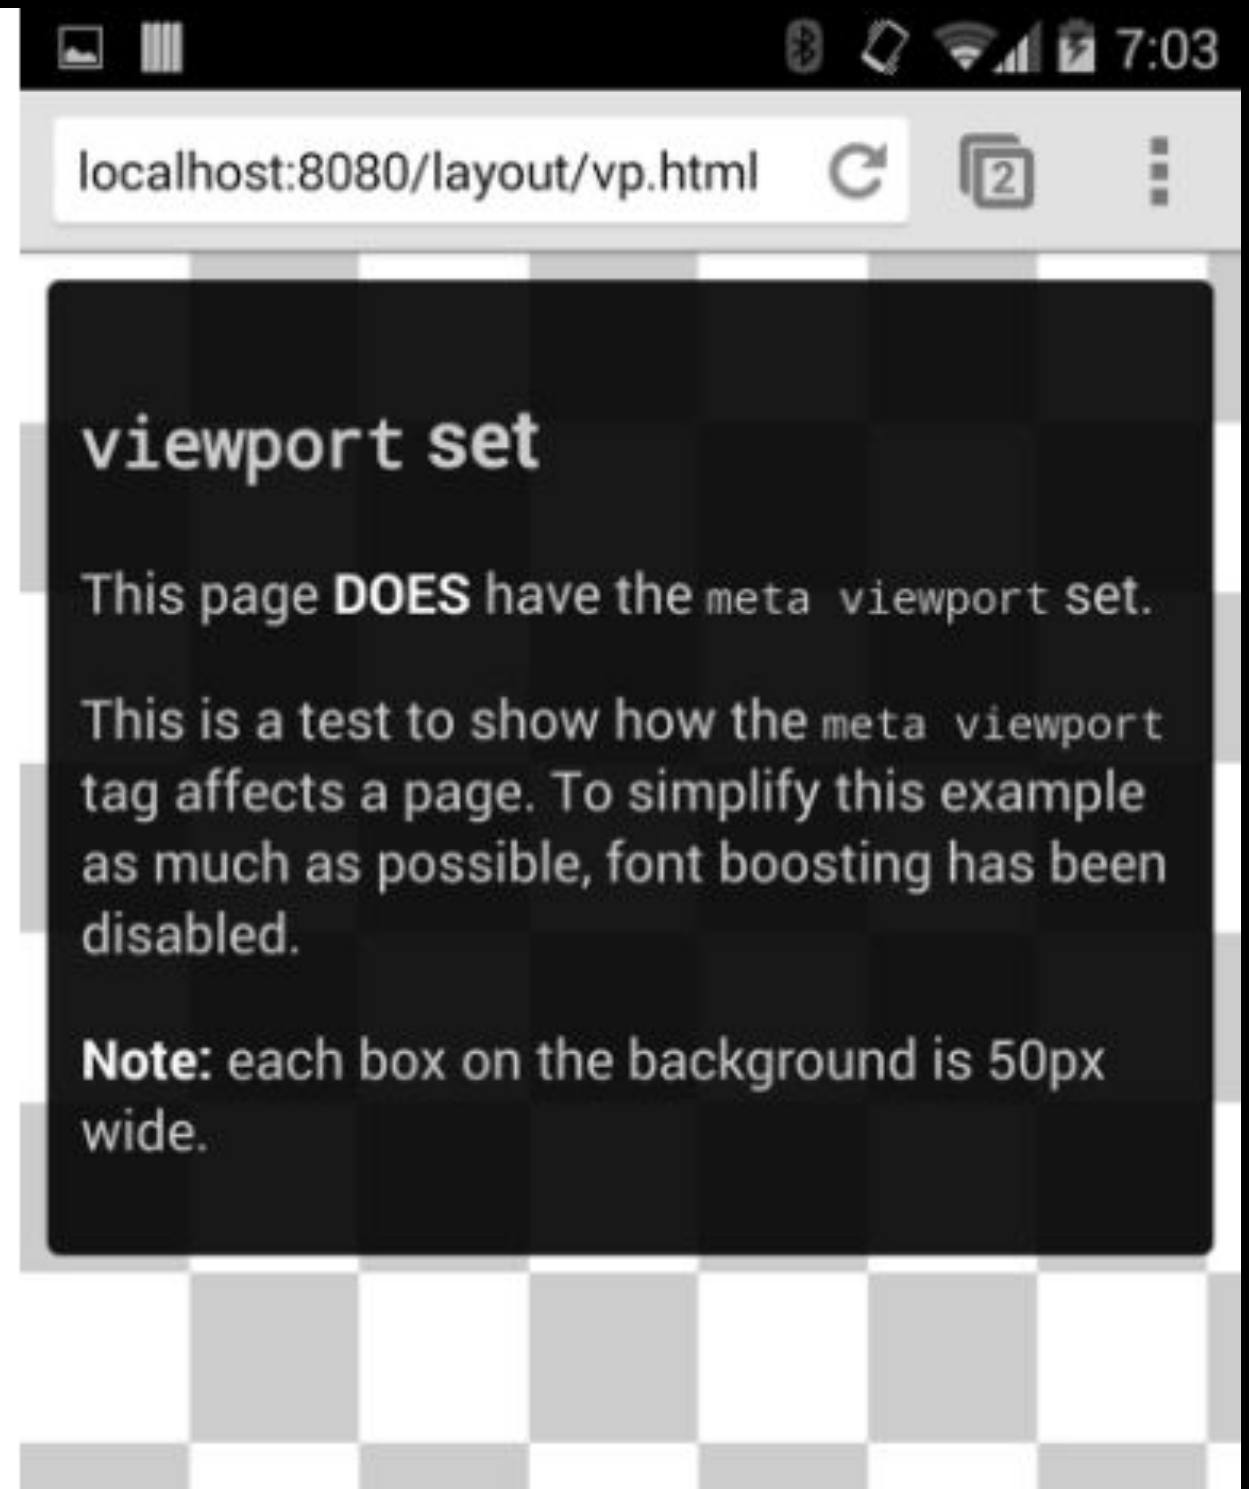 7:03
localhost:8080/layout/vp.html
2
viewport set
This page DOES have the meta viewport set.
This is a test to show how the meta viewport
tag affects a page. To simplify this example
as much as possible, font boosting has been
disabled.
Note: each box on the background is 50px
wide.